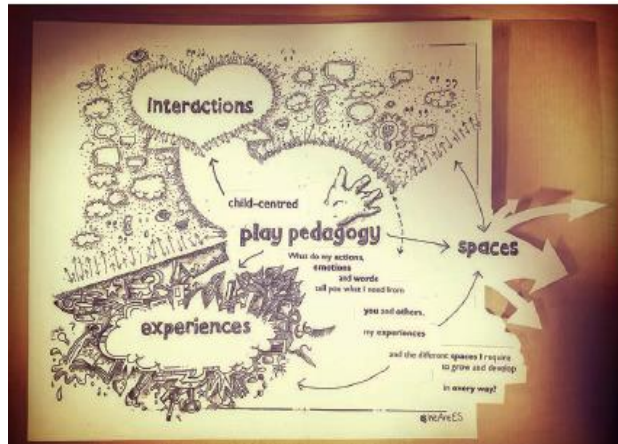 interactions
child-centred
play pedagogy
spaces
What do my actions,
emotions
and words
tell you what I need from
you and others,
my experiences
and the different spaces I require
to grow and develop
in every way?
experiences